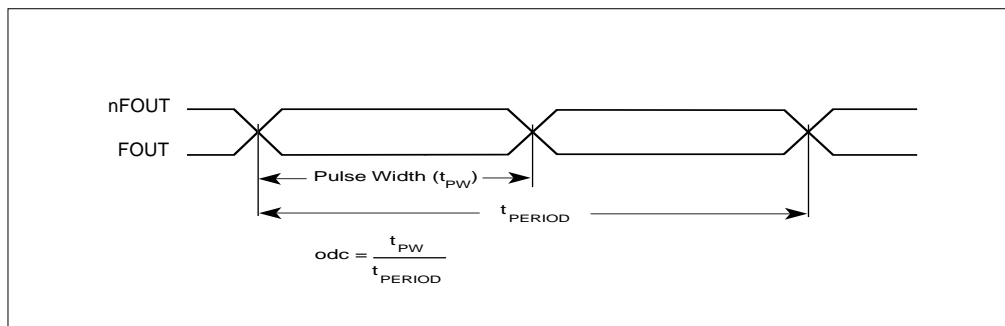 nFOUT
FOUT
Pulse Width (tPW)
tPERIOD
odc = tPW
tPERIOD